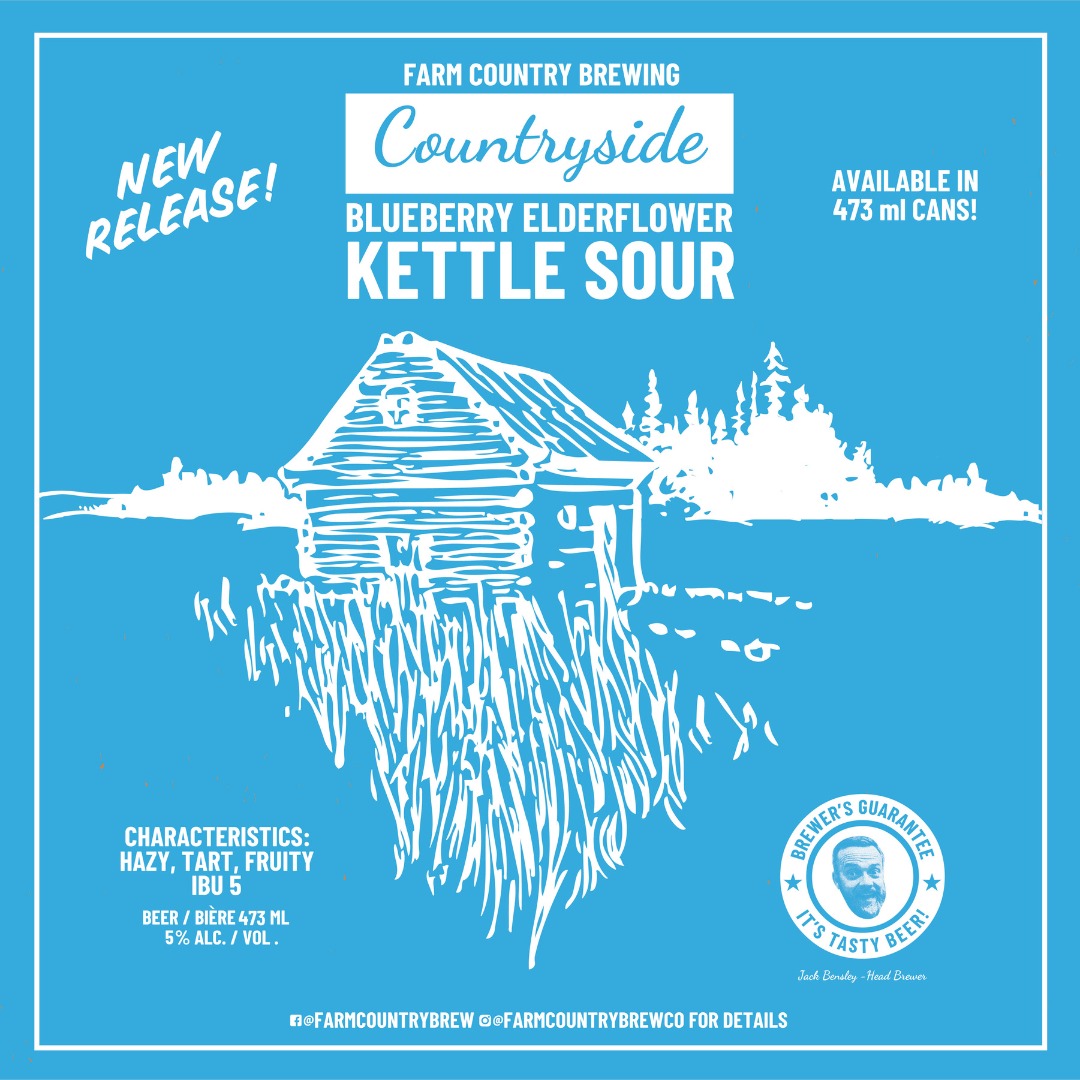 FARM COUNTRY BREWING
Countryside
BLUEBERRY ELDERFLOWER
KETTLE SOUR
NEW
RELEASE!
AVAILABLE IN
473 ml CANS!
CHARACTERISTICS:
HAZY, TART, FRUITY
IBU 5
BEER / BIÈRE 473 ML
5% ALC. / VOL .
BREWER'S GUARANTEE
IT'S TASTY BEER!
Jack Bensley - Head Brewer
@FARMCOUNTRYBREW @FARMCOUNTRYBREWCO FOR DETAILS